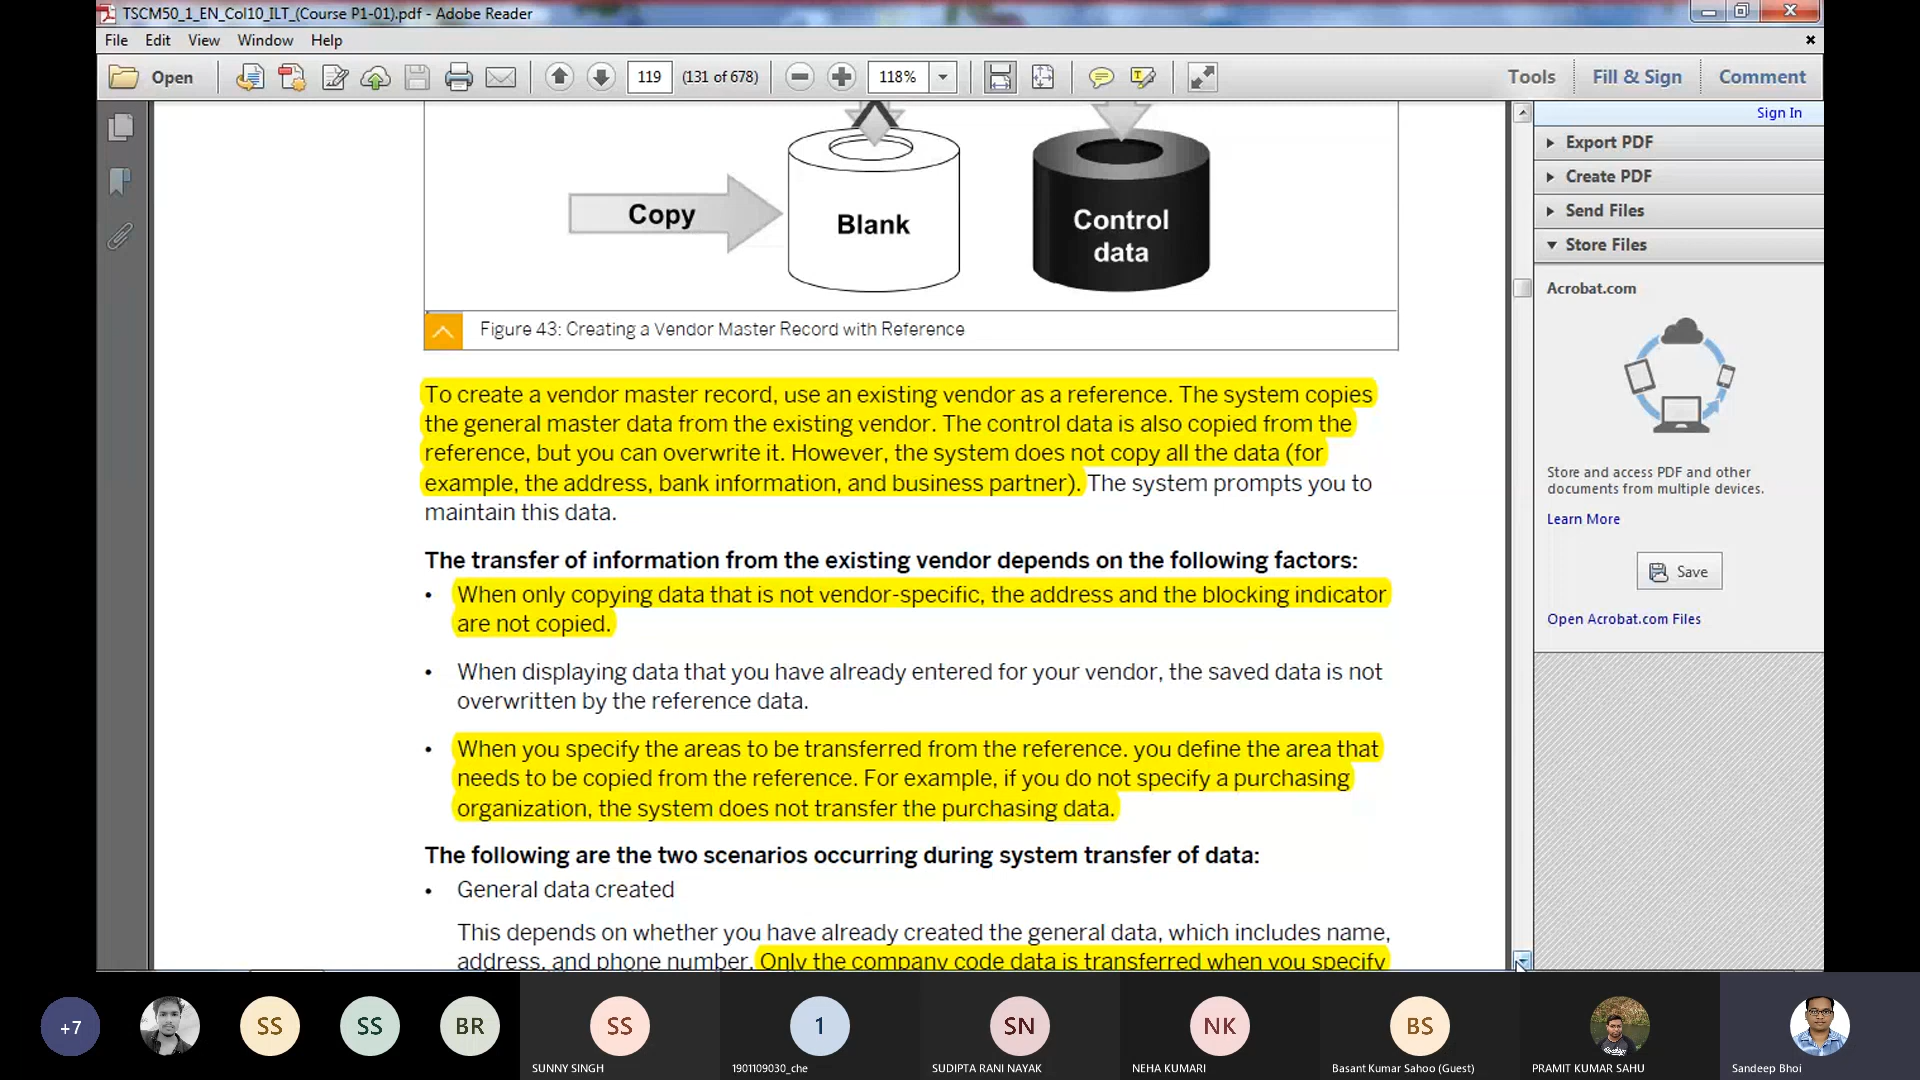 TSCM50_1_EN_Col10_ILT_(Course P1-01).pdf - Adobe Reader
File Edit View Window Help
Open 119 (131 of 678) 118% Tools Fill & Sign Comment
Sign In
Export PDF
Create PDF
Send Files
Store Files
Acrobat.com
Store and access PDF and other
documents from multiple devices.
Learn More
Save
Open Acrobat.com Files
Copy
Blank
Control
data
Figure 43: Creating a Vendor Master Record with Reference
To create a vendor master record, use an existing vendor as a reference. The system copies
the general master data from the existing vendor. The control data is also copied from the
reference, but you can overwrite it. However, the system does not copy all the data (for
example, the address, bank information, and business partner). The system prompts you to
maintain this data.
The transfer of information from the existing vendor depends on the following factors:
• When only copying data that is not vendor-specific, the address and the blocking indicator
are not copied.
• When displaying data that you have already entered for your vendor, the saved data is not
overwritten by the reference data.
• When you specify the areas to be transferred from the reference. you define the area that
needs to be copied from the reference. For example, if you do not specify a purchasing
organization, the system does not transfer the purchasing data.
The following are the two scenarios occurring during system transfer of data:
• General data created
This depends on whether you have already created the general data, which includes name,
address, and phone number. Only the company code data is transferred when you specify
+7 SS SS BR SS 1 SN NK BS
SUNNY SINGH 1901109030_che SUDIPTA RANI NAYAK NEHA KUMARI Basant Kumar Sahoo (Guest) PRAMIT KUMAR SAHU Sandeep Bhoi